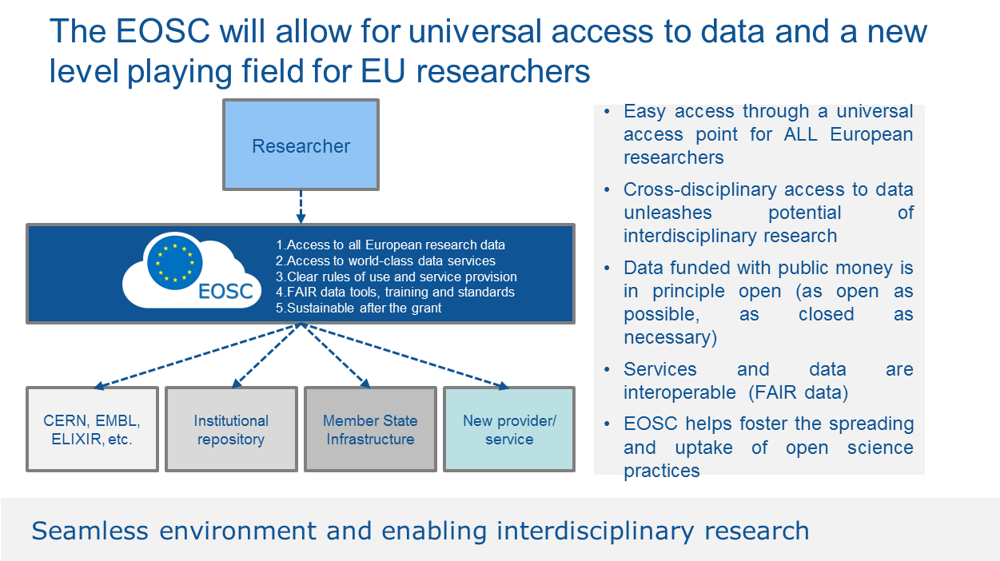 The EOSC will allow for universal access to data and a new
level playing field for EU researchers
Researcher
EOSC
1.Access to all European research data
2.Access to world-class data services
3.Clear rules of use and service provision
4.FAIR data tools, training and standards
5.Sustainable after the grant
CERN, EMBL,
ELIXIR, etc.
Institutional
repository
Member State
Infrastructure
New provider/
service
• Easy access through a universal
access point for ALL European
researchers
• Cross-disciplinary access to data
unleashes potential of
interdisciplinary research
• Data funded with public money is
in principle open (as open as
possible, as closed as
necessary)
• Services and data are
interoperable (FAIR data)
• EOSC helps foster the spreading
and uptake of open science
practices
Seamless environment and enabling interdisciplinary research